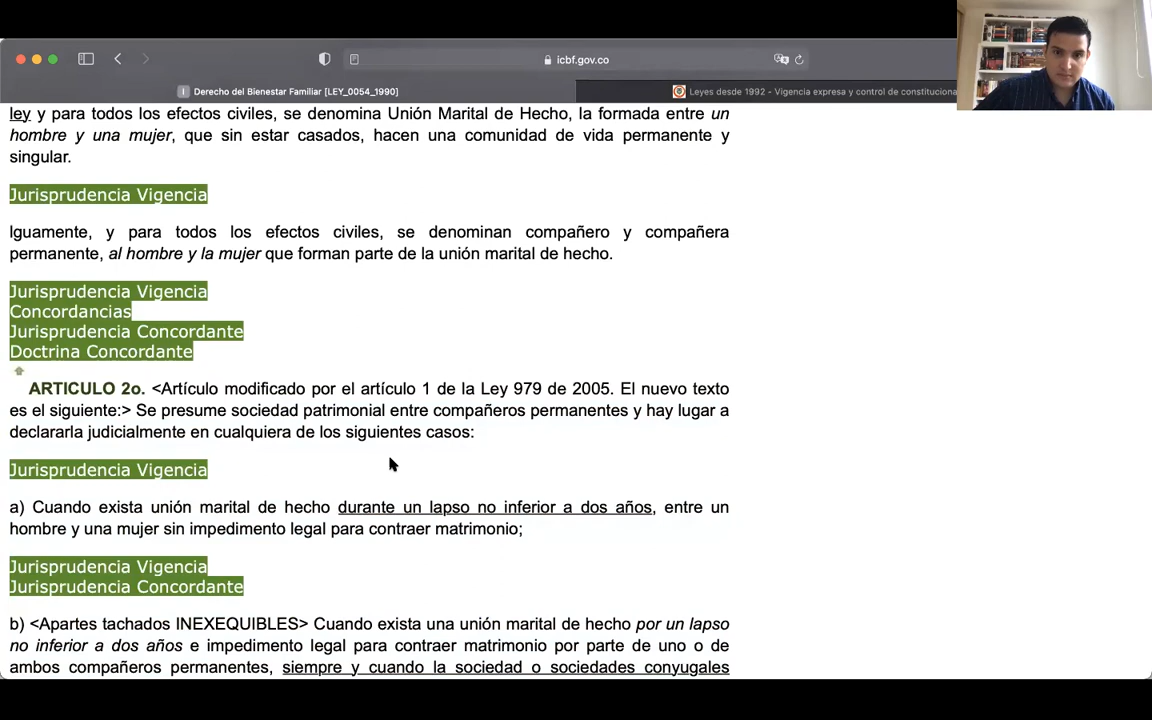 icbf.gov.co
I Derecho del Bienestar Familiar [LEY_0054_1990]
Leyes desde 1992 - Vigencia expresa y control de constituciona
ley y para todos los efectos civiles, se denomina Unión Marital de Hecho, la formada entre un
hombre y una mujer, que sin estar casados, hacen una comunidad de vida permanente y
singular.
Jurisprudencia Vigencia
Iguamente, y para todos los efectos civiles, se denominan compañero y compañera
permanente, al hombre y la mujer que forman parte de la unión marital de hecho.
Jurisprudencia Vigencia
Concordancias
Jurisprudencia Concordante
Doctrina Concordante
ARTICULO 2o. <Artículo modificado por el artículo 1 de la Ley 979 de 2005. El nuevo texto
es el siguiente:> Se presume sociedad patrimonial entre compañeros permanentes y hay lugar a
declararla judicialmente en cualquiera de los siguientes casos:
Jurisprudencia Vigencia
a) Cuando exista unión marital de hecho durante un lapso no inferior a dos años, entre un
hombre y una mujer sin impedimento legal para contraer matrimonio;
Jurisprudencia Vigencia
Jurisprudencia Concordante
b) <Apartes tachados INEXEQUIBLES> Cuando exista una unión marital de hecho por un lapso
no inferior a dos años e impedimento legal para contraer matrimonio por parte de uno o de
ambos compañeros permanentes, siempre y cuando la sociedad o sociedades conyugales